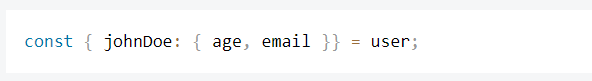 const { johnDoe: { age, email }} = user;